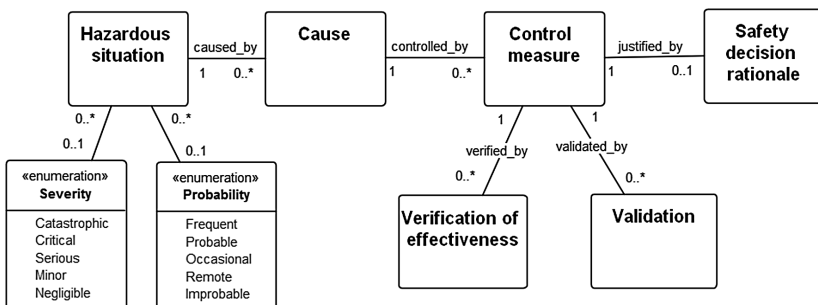 Hazardous
situation
caused_by
1
0..*
Cause
controlled_by
1
0..*
Control
measure
justified_by
1
0..1
Safety
decision
rationale
0..*
0..1
0..*
0..1
«enumeration»
Severity
Catastrophic
Critical
Serious
Minor
Negligible
«enumeration»
Probability
Frequent
Probable
Occasional
Remote
Improbable
1
verified_by
0..*
1
validated_by
0..*
Verification of
effectiveness
Validation